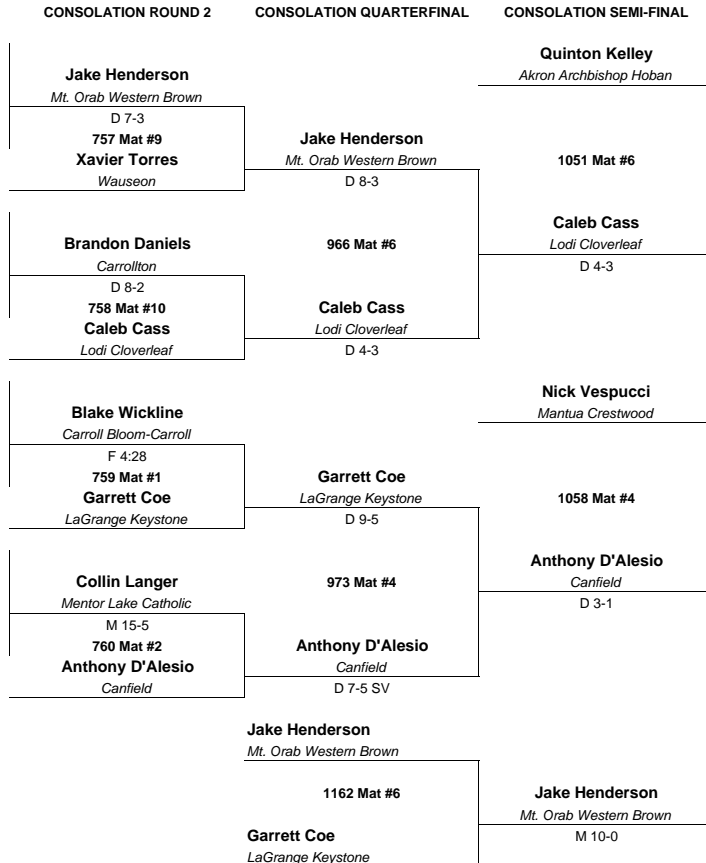 CONSOLATION ROUND 2 CONSOLATION QUARTERFINAL CONSOLATION SEMI-FINAL
Quinton Kelley
Jake Henderson Akron Archbishop Hoban
Mt. Orab Western Brown
D 7-3
757 Mat #9 Jake Henderson
Xavier Torres Mt. Orab Western Brown 1051 Mat #6
Wauseon D 8-3
Caleb Cass
Brandon Daniels 966 Mat #6 Lodi Cloverleaf
Carrollton D 4-3
D 8-2
758 Mat #10 Caleb Cass
Caleb Cass Lodi Cloverleaf
Lodi Cloverleaf D 4-3
Nick Vespucci
Blake Wickline Mantua Crestwood
Carroll Bloom-Carroll
F 4:28
759 Mat #1 Garrett Coe
Garrett Coe LaGrange Keystone 1058 Mat #4
LaGrange Keystone D 9-5
Anthony D'Alesio
Collin Langer 973 Mat #4 Canfield
Mentor Lake Catholic D 3-1
M 15-5
760 Mat #2 Anthony D'Alesio
Anthony D'Alesio Canfield
Canfield D 7-5 SV
Jake Henderson
Mt. Orab Western Brown
1162 Mat #6 Jake Henderson
Mt. Orab Western Brown
Garrett Coe M 10-0
LaGrange Keystone